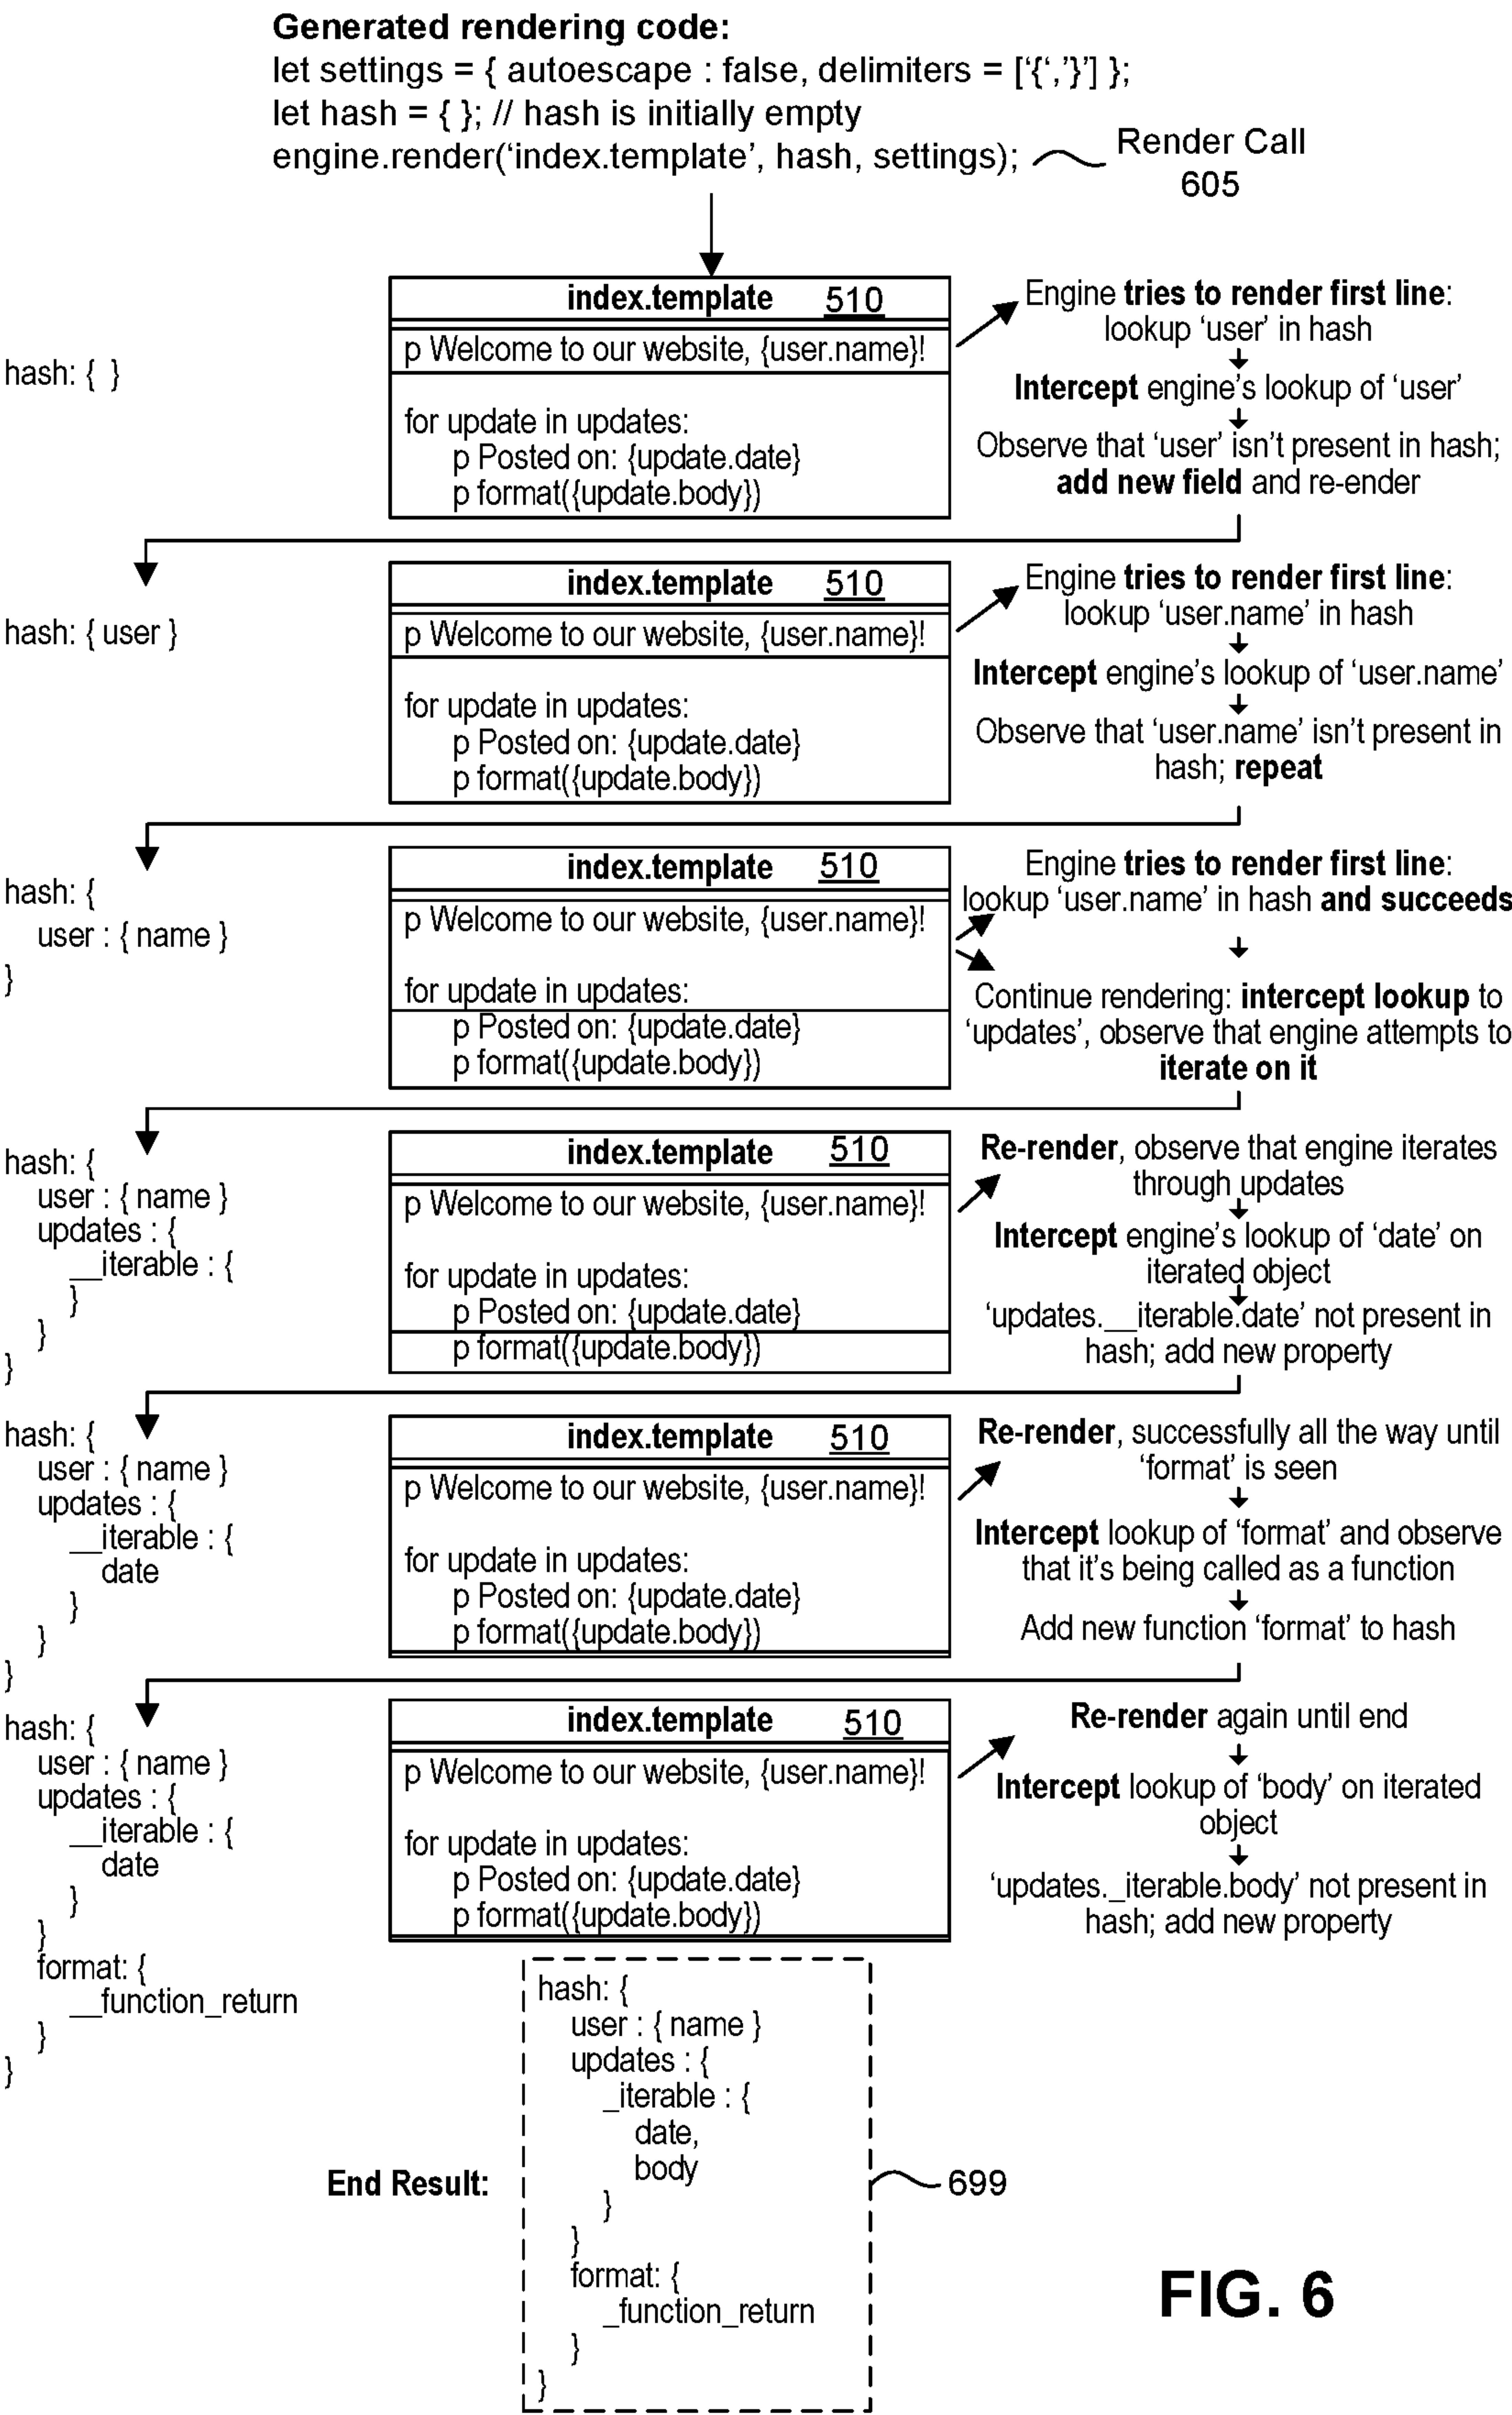 Generated rendering code:
let settings = { autoescape : false, delimiters = [‘{‘,’}’] };
let hash = { }; // hash is initially empty
engine.render(‘index.template’, hash, settings);
Render Call
605
hash: { }
index.template 510
p Welcome to our website, {user.name}!
for update in updates:
p Posted on: {update.date}
p format({update.body})
Engine tries to render first line:
lookup ‘user’ in hash
Intercept engine’s lookup of ‘user’
Observe that ‘user’ isn’t present in hash;
add new field and re-ender
hash: { user }
index.template 510
p Welcome to our website, {user.name}!
for update in updates:
p Posted on: {update.date}
p format({update.body})
Engine tries to render first line:
lookup ‘user.name’ in hash
Intercept engine’s lookup of ‘user.name’
Observe that ‘user.name’ isn’t present in
hash; repeat
hash: {
user : { name }
}
index.template 510
p Welcome to our website, {user.name}!
for update in updates:
p Posted on: {update.date}
p format({update.body})
Engine tries to render first line:
lookup ‘user.name’ in hash and succeeds
Continue rendering: intercept lookup to
‘updates’, observe that engine attempts to
iterate on it
hash: {
user : { name }
updates : {
__iterable : {
}
}
}
index.template 510
p Welcome to our website, {user.name}!
for update in updates:
p Posted on: {update.date}
p format({update.body})
Re-render, observe that engine iterates
through updates
Intercept engine’s lookup of ‘date’ on
iterated object
‘updates.__iterable.date’ not present in
hash; add new property
hash: {
user : { name }
updates : {
__iterable : {
date
}
}
}
index.template 510
p Welcome to our website, {user.name}!
for update in updates:
p Posted on: {update.date}
p format({update.body})
Re-render, successfully all the way until
‘format’ is seen
Intercept lookup of ‘format’ and observe
that it’s being called as a function
Add new function ‘format’ to hash
hash: {
user : { name }
updates : {
__iterable : {
date
}
}
format: {
__function_return
}
}
index.template 510
p Welcome to our website, {user.name}!
for update in updates:
p Posted on: {update.date}
p format({update.body})
Re-render again until end
Intercept lookup of ‘body’ on iterated
object
‘updates._iterable.body’ not present in
hash; add new property
End Result:
hash: {
user : { name }
updates : {
_iterable : {
date,
body
}
}
format: {
_function_return
}
}
699
FIG. 6